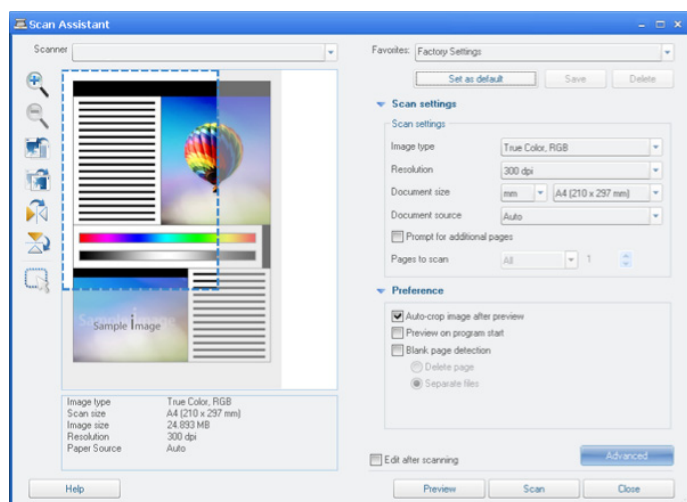 Scan Assistant
Scanner
Favorites: Factory Settings
Set as default Save Delete
Scan settings
Scan settings
Image type True Color, RGB
Resolution 300 dpi
Document size mm A4 (210 x 297 mm)
Document source Auto
Prompt for additional pages
Pages to scan All 1
Preference
Auto-crop image after preview
Preview on program start
Blank page detection
Delete page
Separate files
Sample Image
Sample Image
Image type True Color, RGB
Scan size A4 (210 x 297 mm)
Image size 24.893 MB
Resolution 300 dpi
Paper Source Auto
Edit after scanning Advanced
Help Preview Scan Close